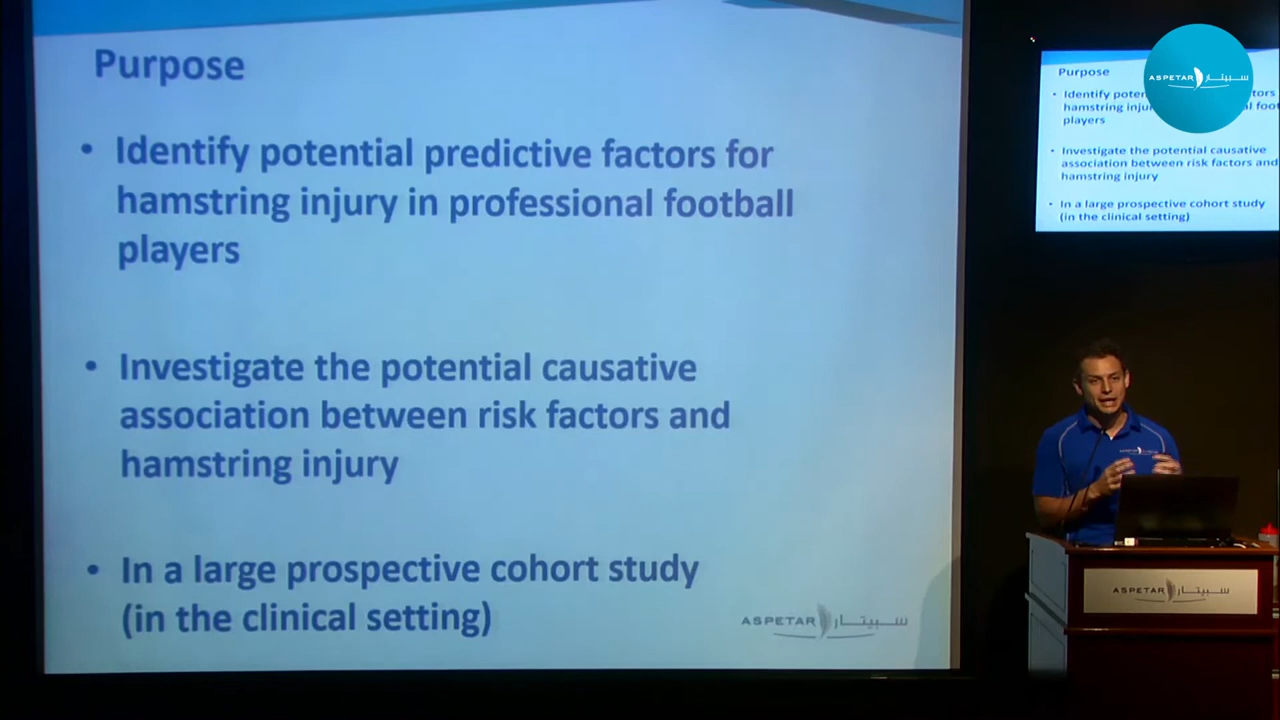 Purpose
• Identify potential predictive factors for
hamstring injury in professional football
players
• Investigate the potential causative
association between risk factors and
hamstring injury
• In a large prospective cohort study
(in the clinical setting)
ASPETAR سبيتار
ASPETAR سبيتار
Purpose
• Identify
hamstring
players
• Investigate the potential causative
association between risk factors and
hamstring injury
• In a large prospective cohort study
(in the clinical setting)
ASPETAR سبيتار